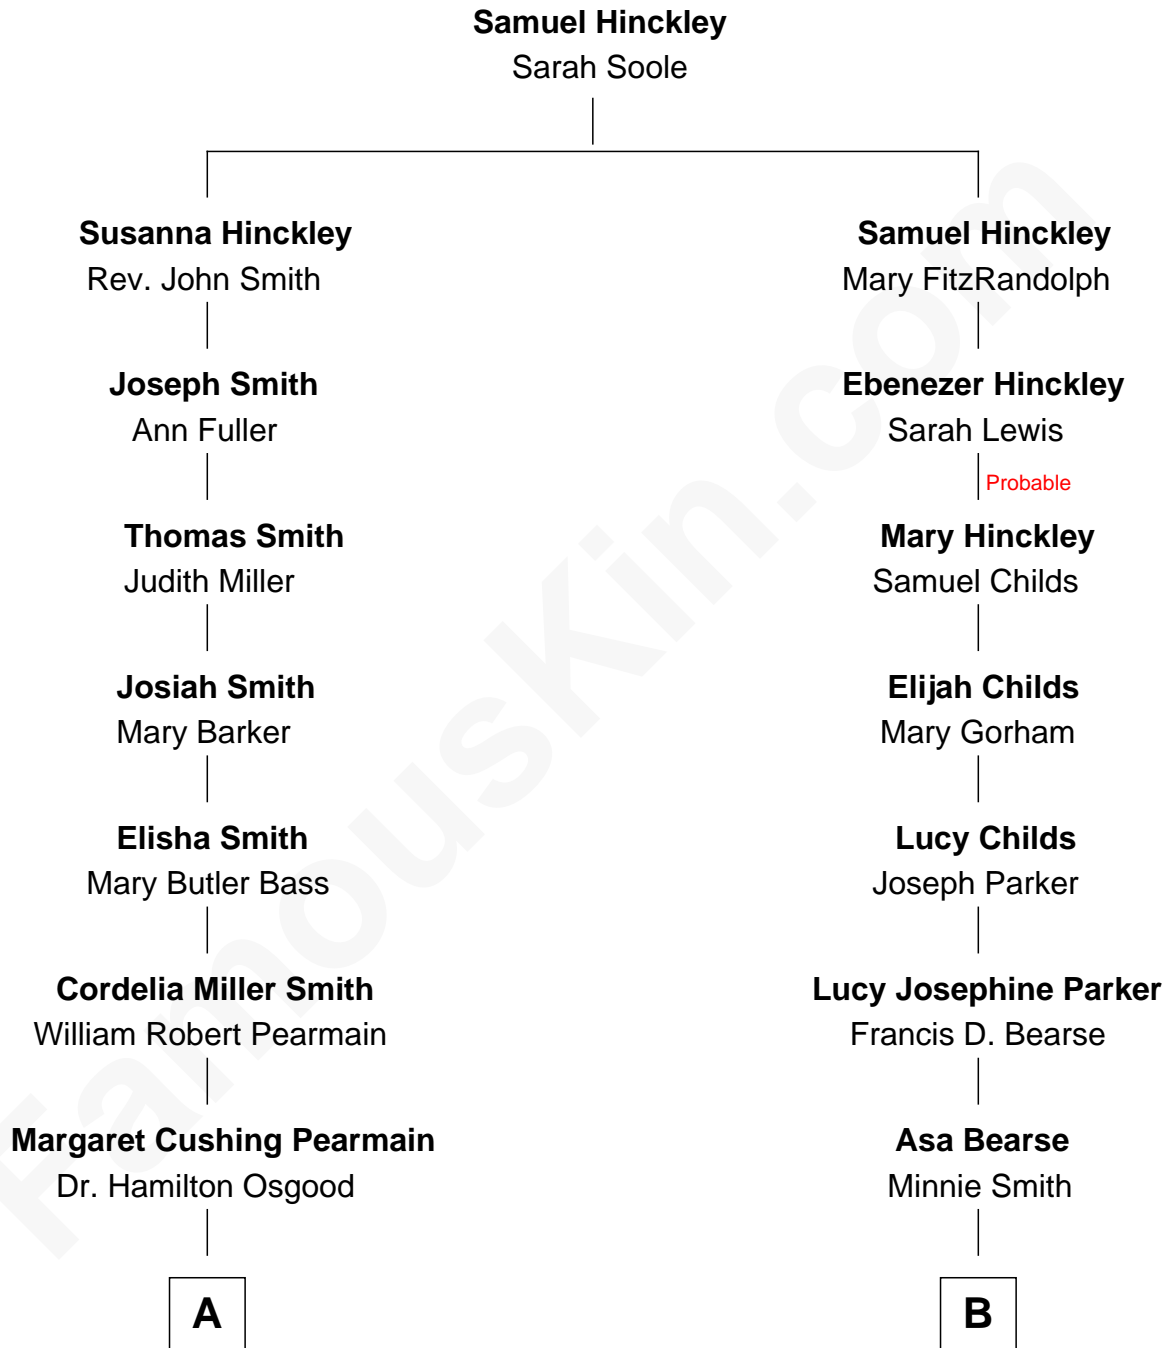 Samuel Hinckley
Sarah Soole
Susanna Hinckley
Rev. John Smith
Samuel Hinckley
Mary FitzRandolph
Joseph Smith
Ann Fuller
Ebenezer Hinckley
Sarah Lewis
Probable
Thomas Smith
Judith Miller
Mary Hinckley
Samuel Childs
Josiah Smith
Mary Barker
Elijah Childs
Mary Gorham
Elisha Smith
Mary Butler Bass
Lucy Childs
Joseph Parker
Cordelia Miller Smith
William Robert Pearmain
Lucy Josephine Parker
Francis D. Bearse
Margaret Cushing Pearmain
Dr. Hamilton Osgood
Asa Bearse
Minnie Smith
A
B
FamousKin.com